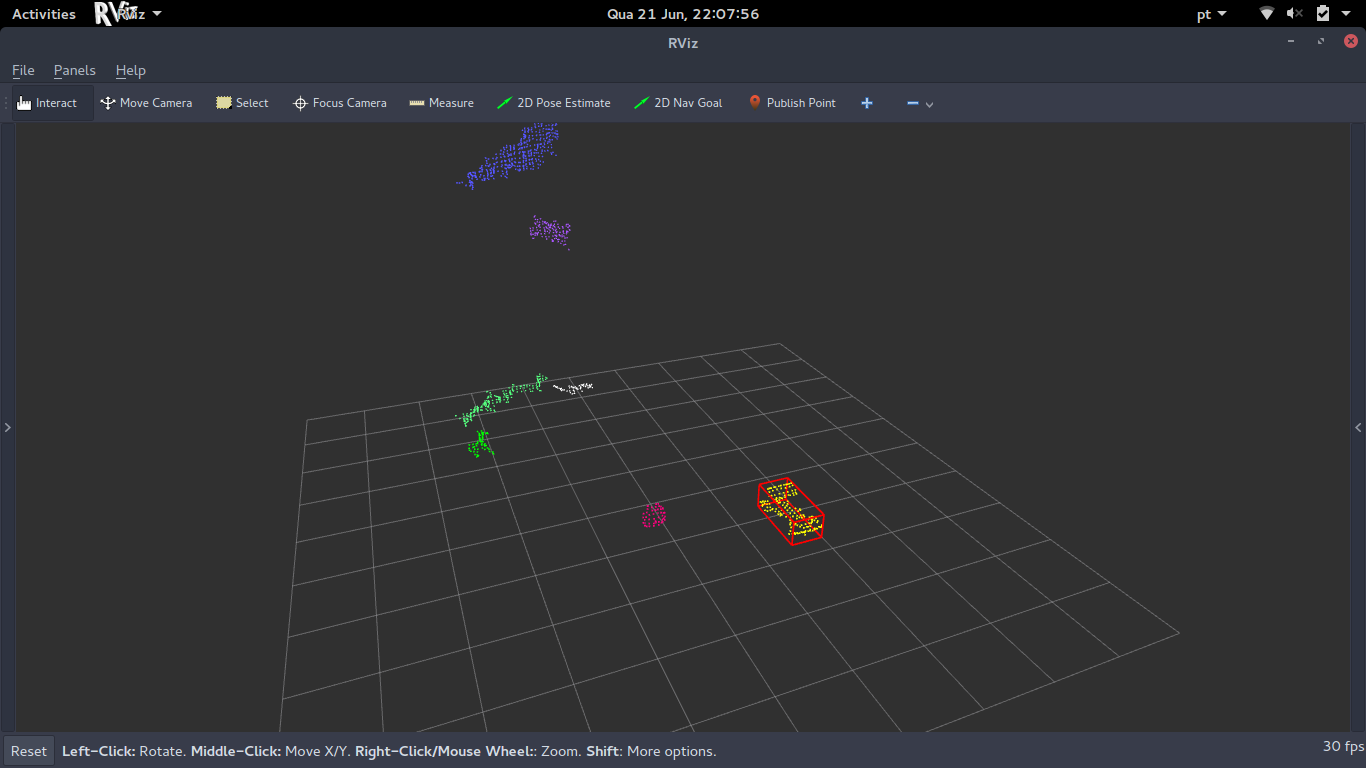 Activities RViz RViz Qua 21 Jun, 22:07:56 pt
RViz
File Panels Help
Interact Move Camera Select Focus Camera Measure 2D Pose Estimate 2D Nav Goal Publish Point
Reset Left-Click: Rotate. Middle-Click: Move X/Y. Right-Click/Mouse Wheel:: Zoom. Shift: More options. 30 fps